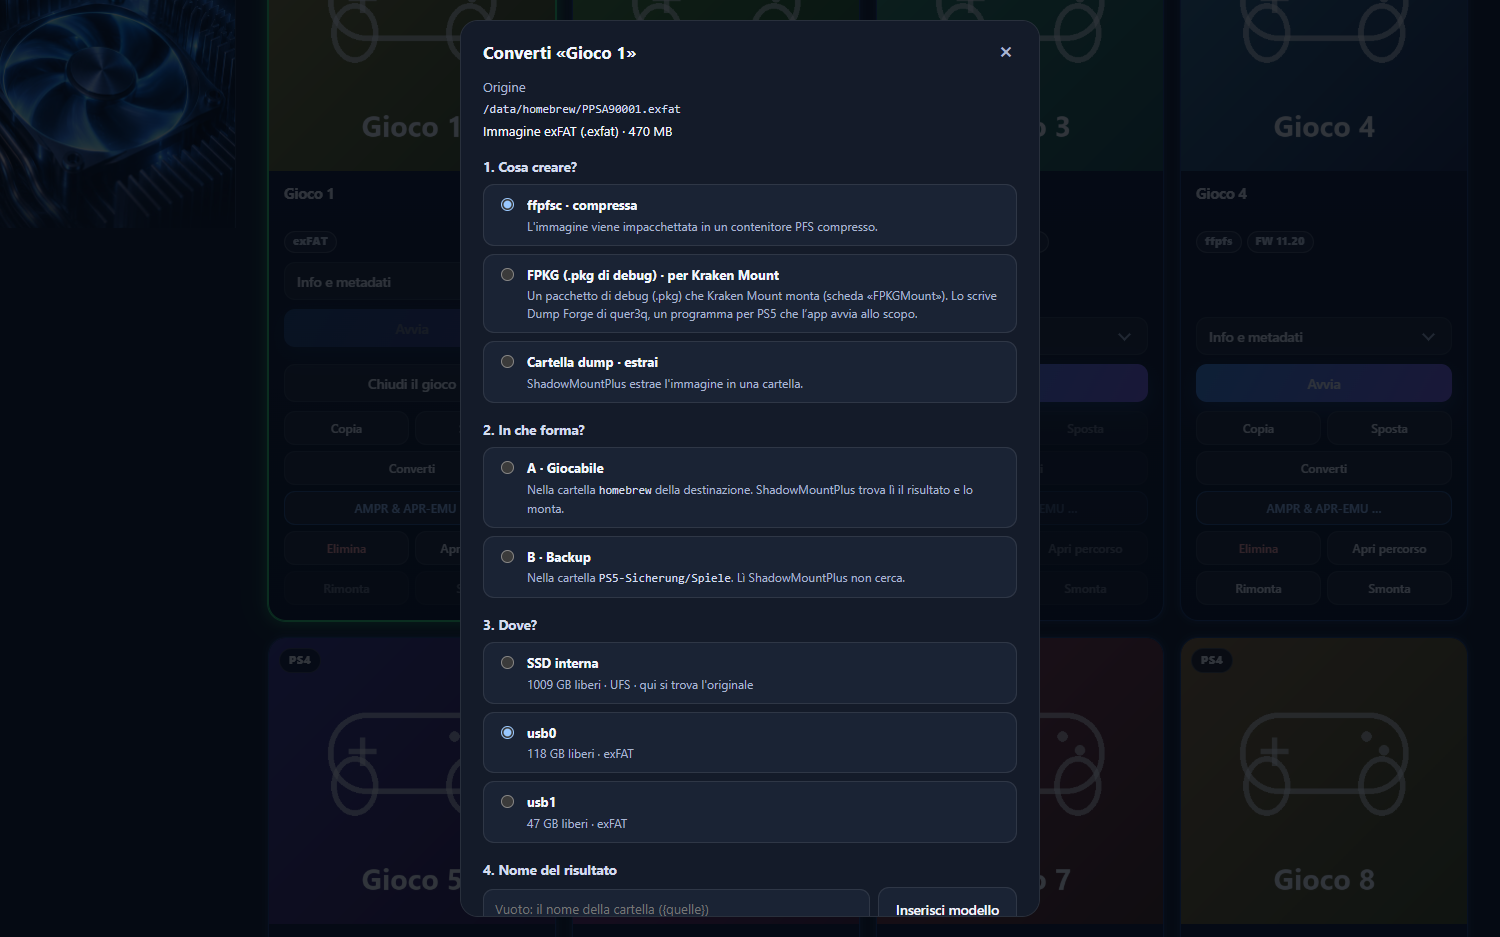 Converti «Gioco 1»
✕
Origine
/data/homebrew/PPSA90001.exfat
Immagine exFAT (.exfat) · 470 MB
1. Cosa creare?
ffpfsc · compressa
L'immagine viene impacchettata in un contenitore PFS compresso.
FPKG (.pkg di debug) · per Kraken Mount
Un pacchetto di debug (.pkg) che Kraken Mount monta (scheda «FPKGMount»). Lo scrive
Dump Forge di quer3q, un programma per PS5 che l'app avvia allo scopo.
Cartella dump · estrai
ShadowMountPlus estrae l'immagine in una cartella.
2. In che forma?
A · Giocabile
Nella cartella homebrew della destinazione. ShadowMountPlus trova lì il risultato e lo
monta.
B · Backup
Nella cartella PS5-Sicherung/Spiele. Lì ShadowMountPlus non cerca.
3. Dove?
SSD interna
1009 GB liberi · UFS · qui si trova l'originale
usb0
118 GB liberi · exFAT
usb1
47 GB liberi · exFAT
4. Nome del risultato
Vuoto: il nome della cartella ({quelle})
Inserisci modello
Gioco 1
Gioco 1
exFAT
Info e metadati
Avvia
Chiudi il gioco
Copia
Converti
AMPR & APR-EMU
Elimina
Rimonta
3
Sposta
EMU ...
Apri percorso
Smonta
Gioco 4
Gioco 4
ffpfs
FW 11.20
Info e metadati
Avvia
Copia
Sposta
Converti
AMPR & APR-EMU ...
Elimina
Apri percorso
Rimonta
Smonta
PS4
Gioco 5
7
PS4
Gioco 8